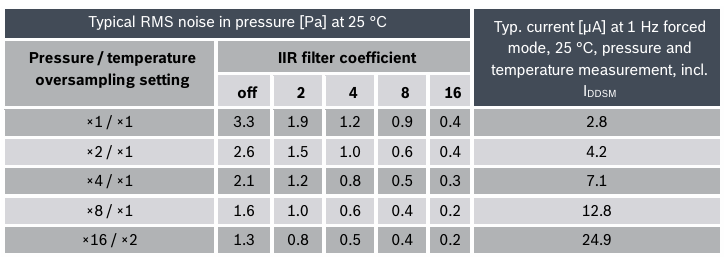 Typical RMS noise in pressure [Pa] at 25 °C
Typ. current [µA] at 1 Hz forced
mode, 25 °C, pressure and
temperature measurement, incl.
IDDSM
Pressure / temperature
oversampling setting
IIR filter coefficient
off 2 4 8 16
×1 / ×1 3.3 1.9 1.2 0.9 0.4 2.8
×2 / ×1 2.6 1.5 1.0 0.6 0.4 4.2
×4 / ×1 2.1 1.2 0.8 0.5 0.3 7.1
×8 / ×1 1.6 1.0 0.6 0.4 0.2 12.8
×16 / ×2 1.3 0.8 0.5 0.4 0.2 24.9